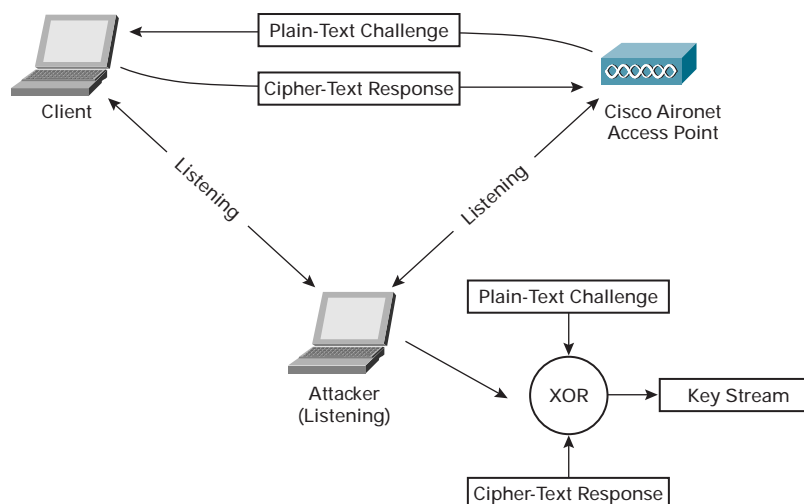 Plain-Text Challenge
Cipher-Text Response
Client
Cisco Aironet
Access Point
Listening
Listening
Plain-Text Challenge
Attacker
(Listening)
XOR
Key Stream
Cipher-Text Response